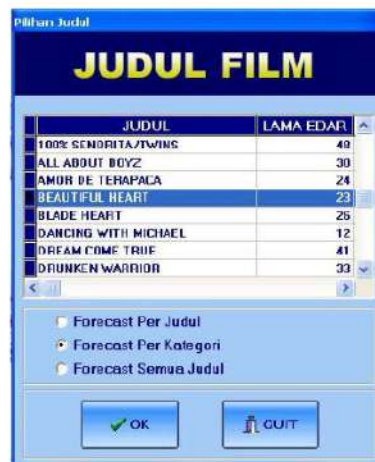 Pilihan Judul
JUDUL FILM
JUDUL LAMA EDAR
100% SENORITA/TWINS 48
ALL ABOUT BOYZ 30
AMOR DE TERAPACA 24
BEAUTIFUL HEART 23
BLADE HEART 26
DANCING WITH MICHAEL 12
DREAM COME TRUE 41
DRUNKEN WARRIOR 33
Forecast Per Judul
Forecast Per Kategori
Forecast Semua Judul
OK QUIT